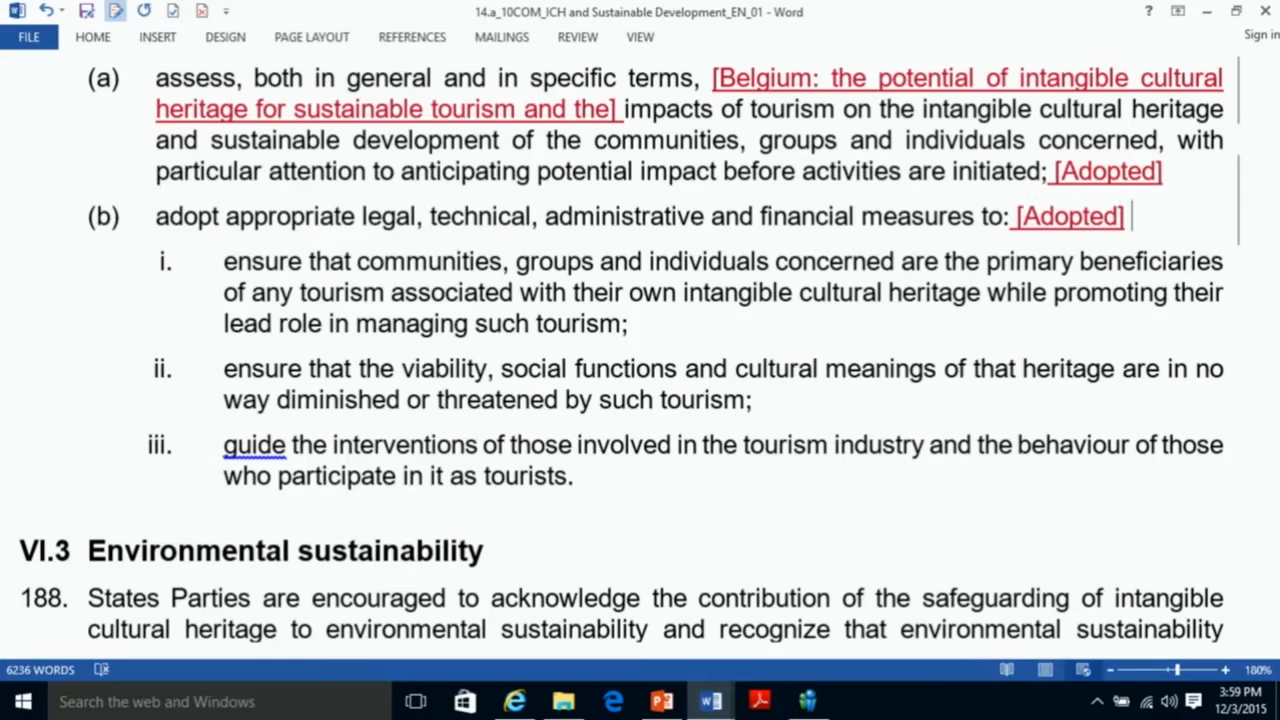 14.a_10COM_ICH and Sustainable Development_EN_01 - Word
?
FILE HOME INSERT DESIGN PAGE LAYOUT REFERENCES MAILINGS REVIEW VIEW
Sign in
(a) assess, both in general and in specific terms, [Belgium: the potential of intangible cultural
heritage for sustainable tourism and the] impacts of tourism on the intangible cultural heritage
and sustainable development of the communities, groups and individuals concerned, with
particular attention to anticipating potential impact before activities are initiated; [Adopted]
(b) adopt appropriate legal, technical, administrative and financial measures to: [Adopted]
i. ensure that communities, groups and individuals concerned are the primary beneficiaries
of any tourism associated with their own intangible cultural heritage while promoting their
lead role in managing such tourism;
ii. ensure that the viability, social functions and cultural meanings of that heritage are in no
way diminished or threatened by such tourism;
iii. guide the interventions of those involved in the tourism industry and the behaviour of those
who participate in it as tourists.
VI.3 Environmental sustainability
188. States Parties are encouraged to acknowledge the contribution of the safeguarding of intangible
cultural heritage to environmental sustainability and recognize that environmental sustainability
6236 WORDS
180%
Search the web and Windows
3:59 PM
12/3/2015